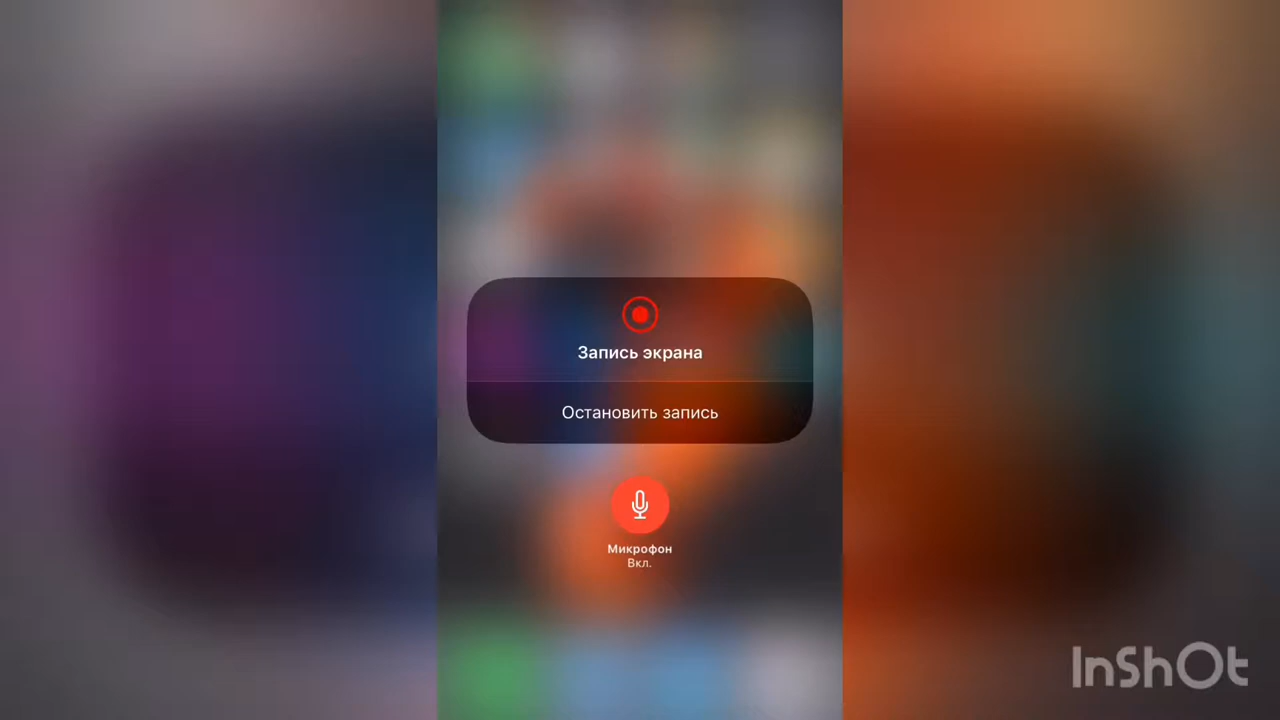 Запись экрана
Остановить запись
Микрофон
Вкл.
InShOt